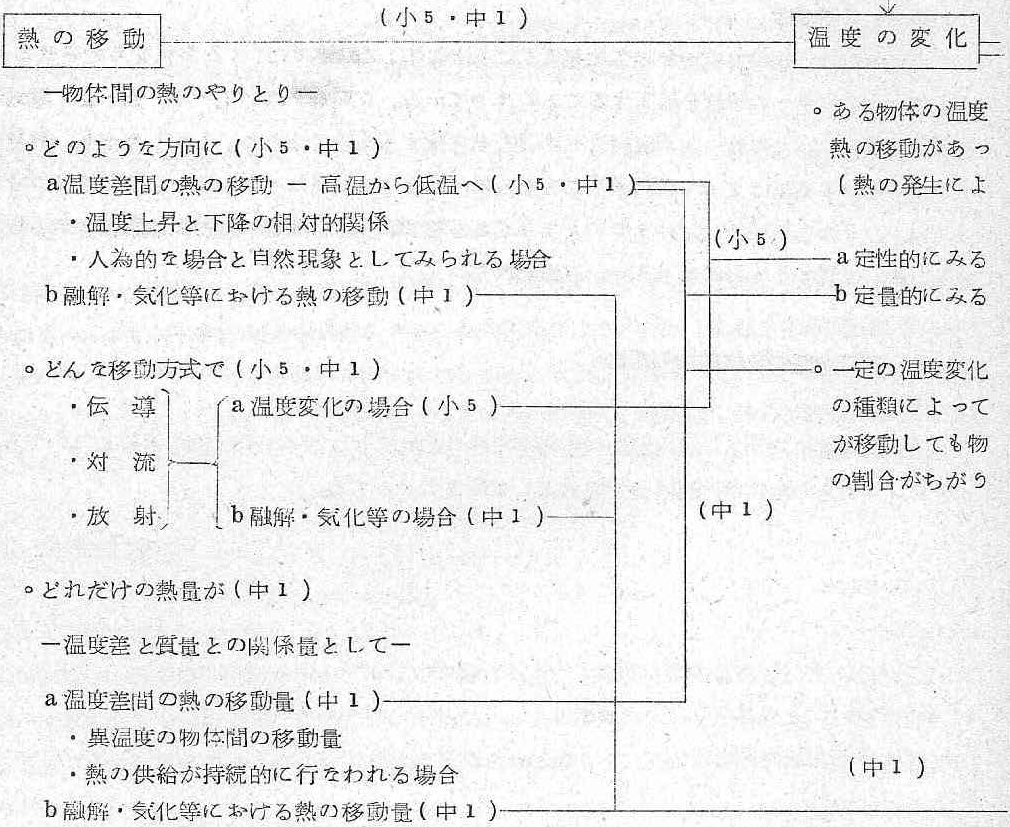 (小5・中1)
熱の移動
温度の変化
—物体間の熱のやりとり—
∘どのような方向に(小5・中1)
a温度差間の熱の移動 — 高温から低温へ(小5・中1)
・温度上昇と下降の相対的関係
・人為的な場合と自然現象としてみられる場合
b融解・気化等における熱の移動(中1)
∘どんな移動方式で(小5・中1)
・伝 導
・対 流
・放 射
a温度変化の場合(小5)
b融解・気化等の場合(中1)
∘どれだけの熱量が(中1)
—温度差と質量との関係量として—
a温度差間の熱の移動量(中1)
・異温度の物体間の移動量
・熱の供給が持続的に行なわれる場合
b融解・気化等における熱の移動量(中1)
(小5)
(中1)
(中1)
∘ある物体の温度
熱の移動があっ
(熱の発生によ
a定性的にみる
b定量的にみる
∘一定の温度変化
の種類によって
が移動しても物
の割合がちがう